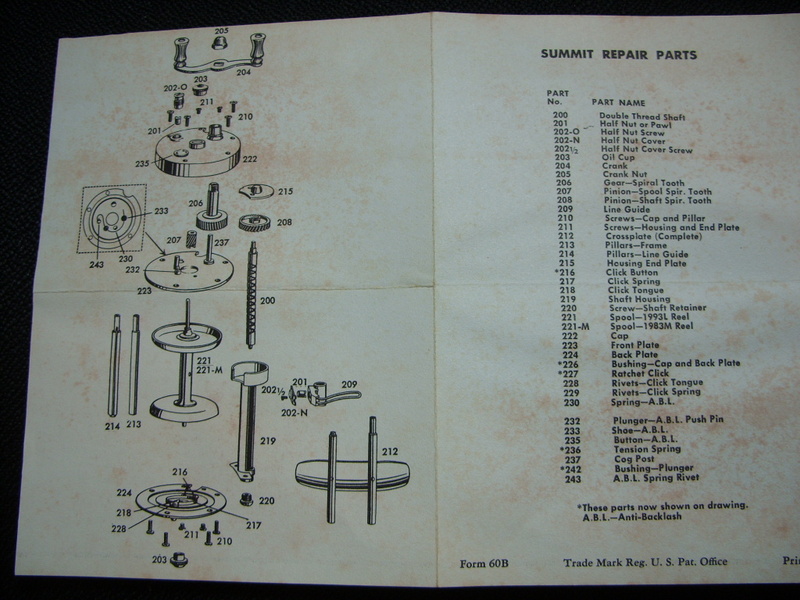 205
204
203
202-O
211
210
201
235
222
215
206
233
208
207
237
230
243
232
223
200
221
221-M
202½
201
209
202-N
214
213
219
212
216
224
218
220
217
228
211
210
203
SUMMIT REPAIR PARTS
PART
No. PART NAME
200 Double Thread Shaft
201 Half Nut or Pawl
202-O Half Nut Screw
202-N Half Nut Cover
202½ Half Nut Cover Screw
203 Oil Cup
204 Crank
205 Crank Nut
206 Gear—Spiral Tooth
207 Pinion—Spool Spir. Tooth
208 Pinion—Shaft Spir. Tooth
209 Line Guide
210 Screws—Cap and Pillar
211 Screws—Housing and End Plate
212 Crossplate (Complete)
213 Pillars—Frame
214 Pillars—Line Guide
215 Housing End Plate
*216 Click Button
217 Click Spring
218 Click Tongue
219 Shaft Housing
220 Screw—Shaft Retainer
221 Spool—1993L Reel
221-M Spool—1983M Reel
222 Cap
223 Front Plate
224 Back Plate
*226 Bushing—Cap and Back Plate
*227 Ratchet Click
228 Rivets—Click Tongue
229 Rivets—Click Spring
230 Spring—A.B.L.
232 Plunger—A.B.L. Push Pin
233 Shoe—A.B.L.
235 Button—A.B.L.
*236 Tension Spring
237 Cog Post
*242 Bushing—Plunger
243 A.B.L. Spring Rivet
*These parts now shown on drawing.
A.B.L.—Anti-Backlash
Form 60B Trade Mark Reg. U. S. Pat. Office